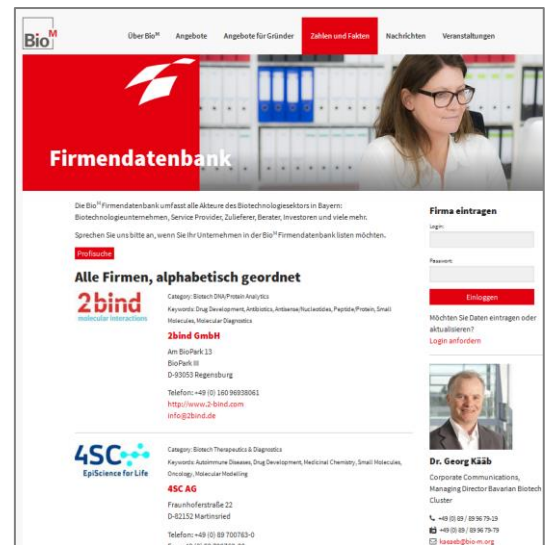 Bio M
Über BioM Angebote Angebote für Gründer Zahlen und Fakten Nachrichten Veranstaltungen
Firmendatenbank
Die BioM Firmendatenbank umfasst alle Akteure des Biotechnologiesektors in Bayern:
Biotechnologieunternehmen, Service Provider, Zulieferer, Berater, Investoren und viele mehr.
Sprechen Sie uns bitte an, wenn Sie Ihr Unternehmen in der BioM Firmendatenbank listen möchten.
Profisuche
Alle Firmen, alphabetisch geordnet
2bind
molecular interactions
Category: Biotech DNA/Protein Analytics
Keywords: Drug Development, Antibiotics, Antisense/Nucleotides, Peptide/Protein, Small
Molecules, Molecular Diagnostics
2bind GmbH
Am BioPark 13
BioPark III
D-93053 Regensburg
Telefon: +49 (0) 160 96938061
http://www.2-bind.com
info@2bind.de
4SC
EpiScience for Life
Category: Biotech Therapeutics & Diagnostics
Keywords: Autoimmune Diseases, Drug Development, Medicinal Chemistry, Small Molecules,
Oncology, Molecular Modelling
4SC AG
Fraunhoferstraße 22
D-82152 Martinsried
Telefon: +49 (0) 89 700763-0
Firma eintragen
Login:
Passwort:
Einloggen
Möchten Sie Daten eintragen oder
aktualisieren?
Login anfordern
Dr. Georg Kääb
Corporate Communications,
Managing Director Bavarian Biotech
Cluster
+49 (0) 89 / 89 96 79-19
+49 (0) 89 / 89 96 79-79
kaeaeb@bio-m.org